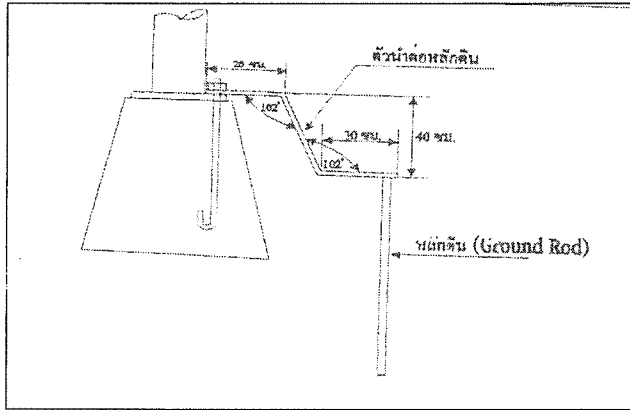 25 ซม.
ตัวนำต่อหลักดิน
102°
30 ซม.
40 ซม.
102°
หลักดิน (Ground Rod)